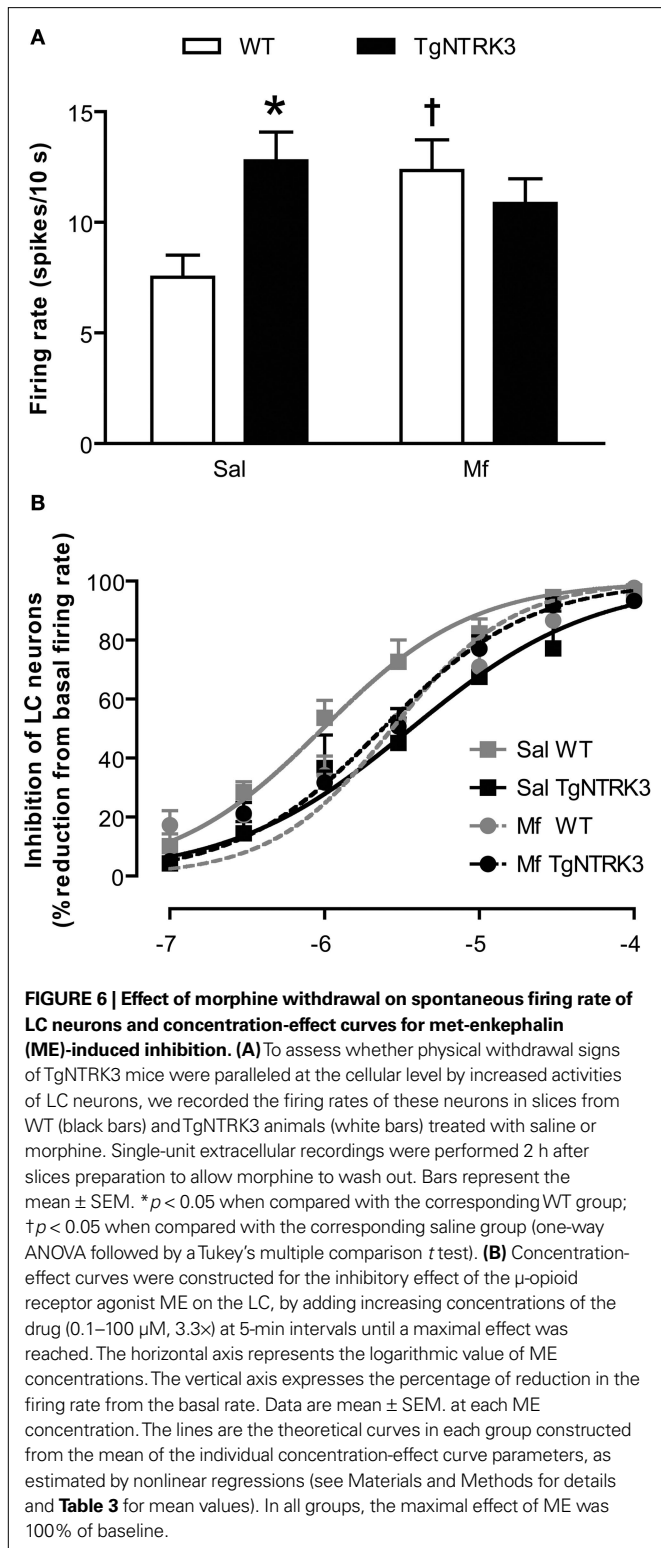 A
WT TgNTRK3
Firing rate (spikes/10 s)
15
10
5
0
*
†
Sal Mf
B
Inhibition of LC neurons
(% reduction from basal firing rate)
100
80
60
40
20
0
Sal WT
Sal TgNTRK3
Mf WT
Mf TgNTRK3
-7 -6 -5 -4
FIGURE 6 | Effect of morphine withdrawal on spontaneous firing rate of
LC neurons and concentration-effect curves for met-enkephalin
(ME)-induced inhibition. (A) To assess whether physical withdrawal signs
of TgNTRK3 mice were paralleled at the cellular level by increased activities
of LC neurons, we recorded the firing rates of these neurons in slices from
WT (black bars) and TgNTRK3 animals (white bars) treated with saline or
morphine. Single-unit extracellular recordings were performed 2 h after
slices preparation to allow morphine to wash out. Bars represent the
mean ± SEM. *p < 0.05 when compared with the corresponding WT group;
†p < 0.05 when compared with the corresponding saline group (one-way
ANOVA followed by a Tukey's multiple comparison t test). (B) Concentration-
effect curves were constructed for the inhibitory effect of the µ-opioid
receptor agonist ME on the LC, by adding increasing concentrations of the
drug (0.1–100 µM, 3.3×) at 5-min intervals until a maximal effect was
reached. The horizontal axis represents the logarithmic value of ME
concentrations. The vertical axis expresses the percentage of reduction in the
firing rate from the basal rate. Data are mean ± SEM. at each ME
concentration. The lines are the theoretical curves in each group constructed
from the mean of the individual concentration-effect curve parameters, as
estimated by nonlinear regressions (see Materials and Methods for details
and Table 3 for mean values). In all groups, the maximal effect of ME was
100% of baseline.